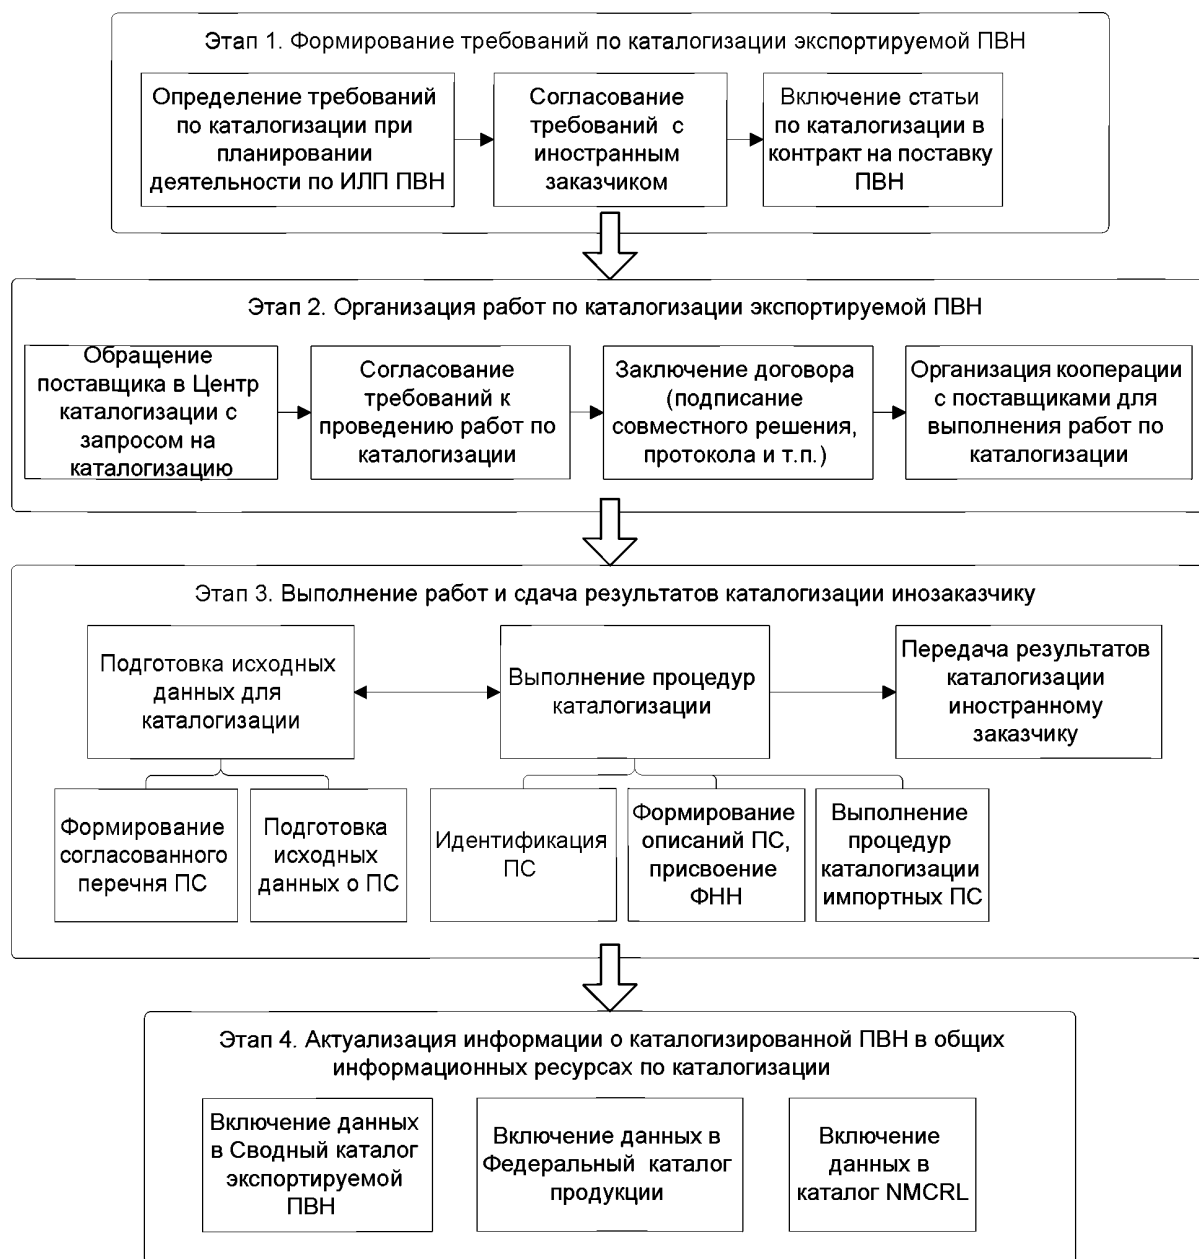 Этап 1. Формирование требований по каталогизации экспортируемой ПВН
Определение требований
по каталогизации при
планировании
деятельности по ИЛП ПВН
Согласование
требований с
иностранным
заказчиком
Включение статьи
по каталогизации в
контракт на поставку
ПВН
Этап 2. Организация работ по каталогизации экспортируемой ПВН
Обращение
поставщика в Центр
каталогизации с
запросом на
каталогизацию
Согласование
требований к
проведению работ по
каталогизации
Заключение договора
(подписание
совместного решения,
протокола и т.п.)
Организация кооперации
с поставщиками для
выполнения работ по
каталогизации
Этап 3. Выполнение работ и сдача результатов каталогизации инозаказчику
Подготовка исходных
данных для
каталогизации
Выполнение процедур
каталогизации
Передача результатов
каталогизации
иностранному
заказчику
Формирование
согласованного
перечня ПС
Подготовка
исходных
данных о ПС
Идентификация
ПС
Формирование
описаний ПС,
присвоение
ФНН
Выполнение
процедур
каталогизации
импортных ПС
Этап 4. Актуализация информации о каталогизированной ПВН в общих
информационных ресурсах по каталогизации
Включение данных
в Сводный каталог
экспортируемой
ПВН
Включение данных в
Федеральный каталог
продукции
Включение
данных в
каталог NMCRL